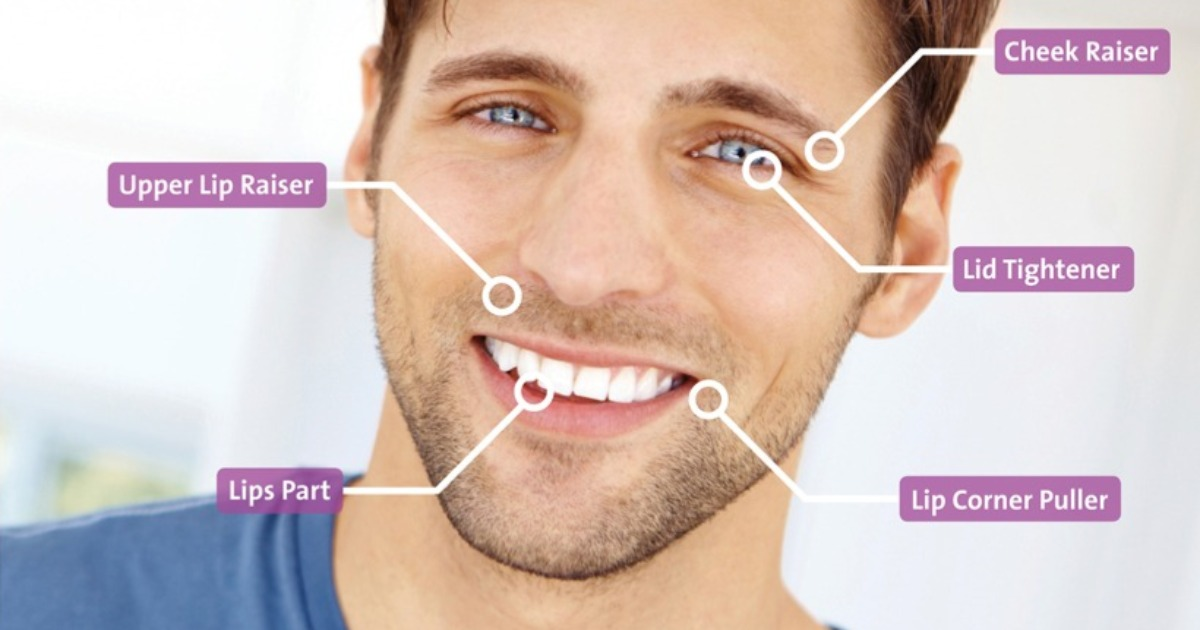 Cheek Raiser
Upper Lip Raiser
Lid Tightener
Lips Part
Lip Corner Puller